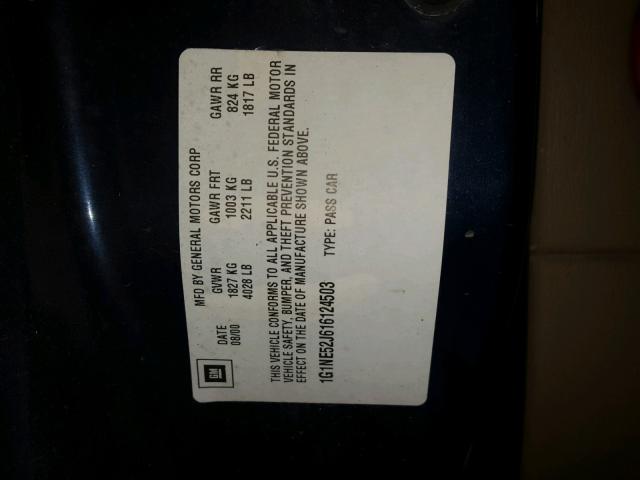 MFD BY GENERAL MOTORS CORP
DATE GVWR GAWR FRT GAWR RR
08/00 1827 KG 1003 KG 824 KG
4028 LB 2211 LB 1817 LB
THIS VEHICLE CONFORMS TO ALL APPLICABLE U.S. FEDERAL MOTOR
VEHICLE SAFETY, BUMPER, AND THEFT PREVENTION STANDARDS IN
EFFECT ON THE DATE OF MANUFACTURE SHOWN ABOVE.
1G1NE52J616124503 TYPE: PASS CAR
GM